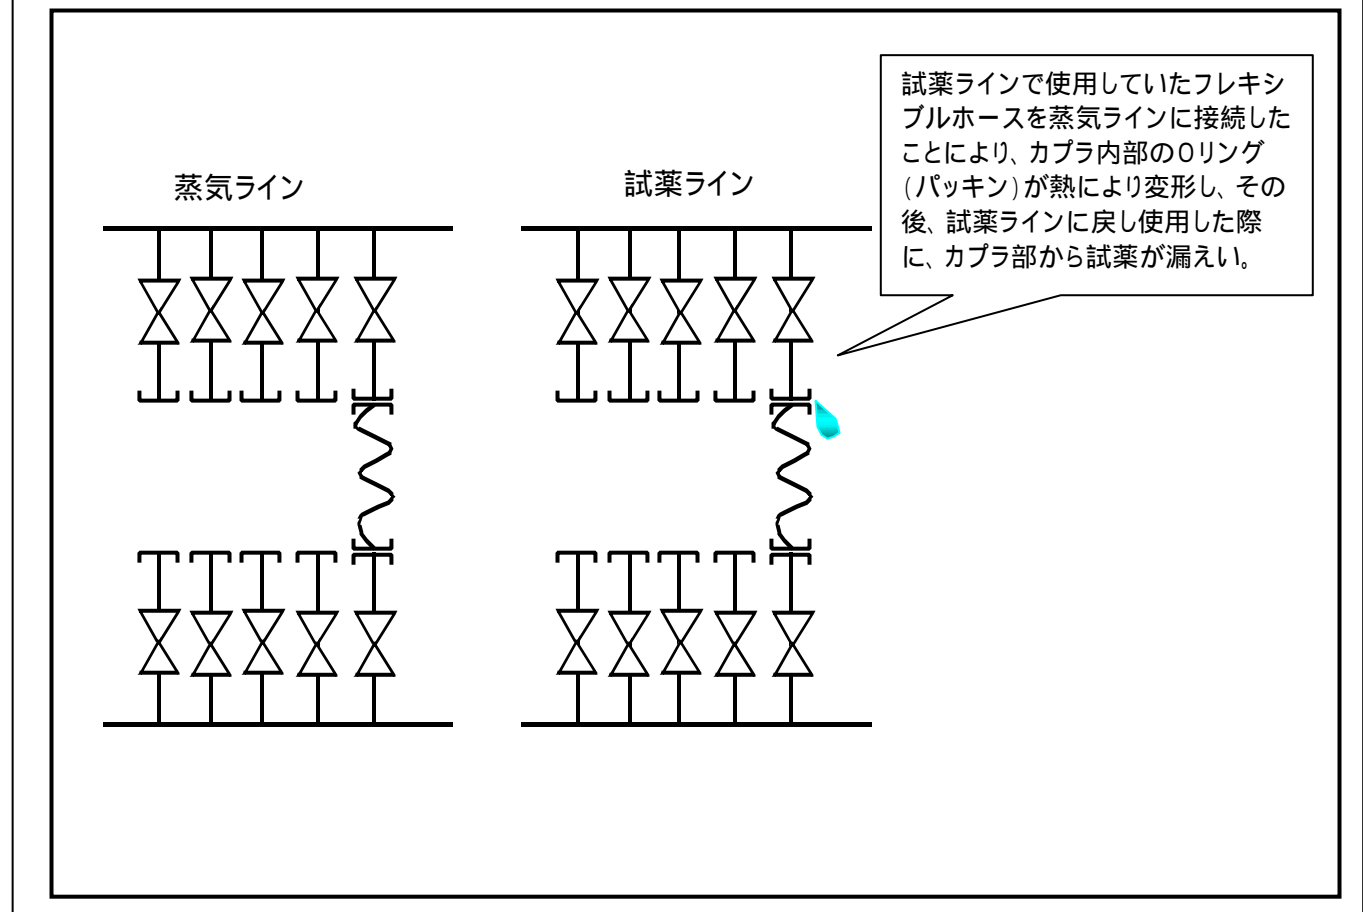 蒸気ライン
試薬ライン
試薬ラインで使用していたフレキシ
ブルホースを蒸気ラインに接続した
ことにより、カプラ内部のOリング
(パッキン)が熱により変形し、その
後、試薬ラインに戻し使用した際
に、カプラ部から試薬が漏えい。